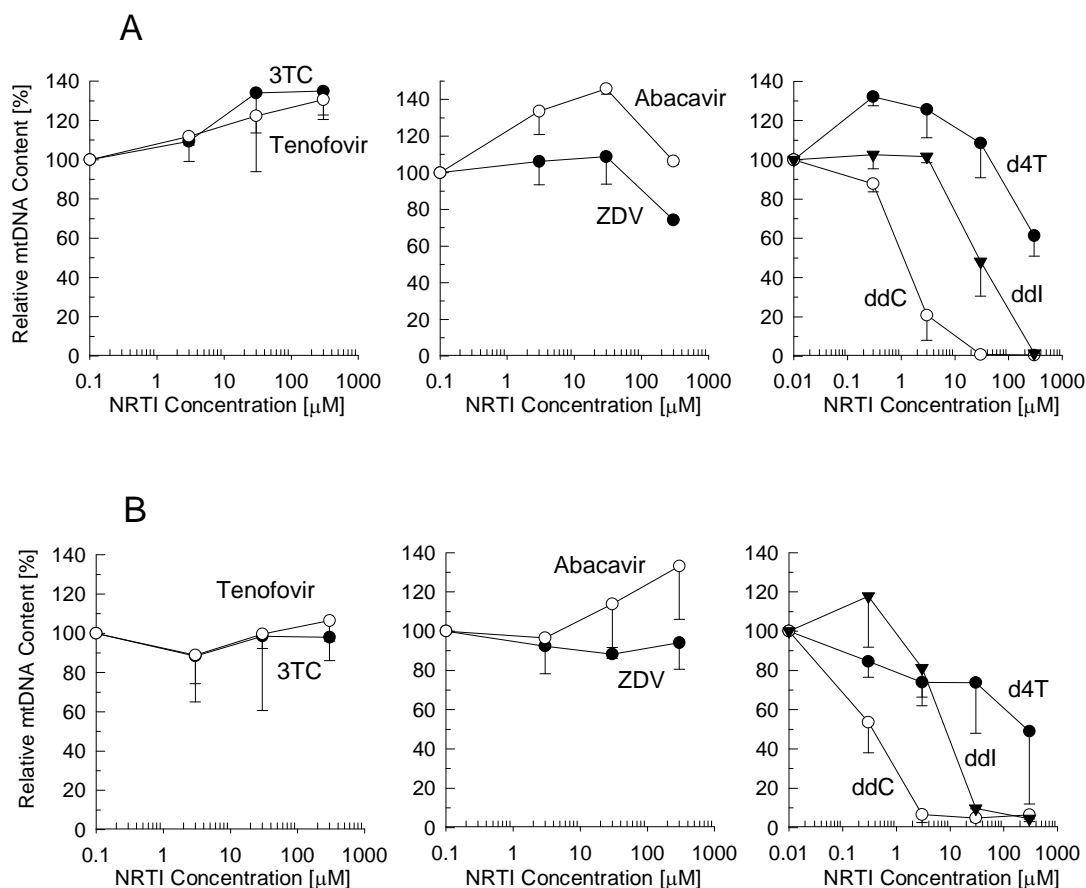 A
Relative mtDNA Content [%]
140
120
100
80
60
40
20
0
3TC
Tenofovir
0.1 1 10 100 1000
NRTI Concentration [μM]
140
120
100
80
60
40
20
0
Abacavir
ZDV
0.1 1 10 100 1000
NRTI Concentration [μM]
140
120
100
80
60
40
20
0
d4T
ddC
ddI
0.01 0.1 1 10 100 1000
NRTI Concentration [μM]
B
Relative mtDNA Content [%]
140
120
100
80
60
40
20
0
Tenofovir
3TC
0.1 1 10 100 1000
NRTI Concentration [μM]
140
120
100
80
60
40
20
0
Abacavir
ZDV
0.1 1 10 100 1000
NRTI Concentration [μM]
140
120
100
80
60
40
20
0
d4T
ddI
ddC
0.01 0.1 1 10 100 1000
NRTI Concentration [μM]